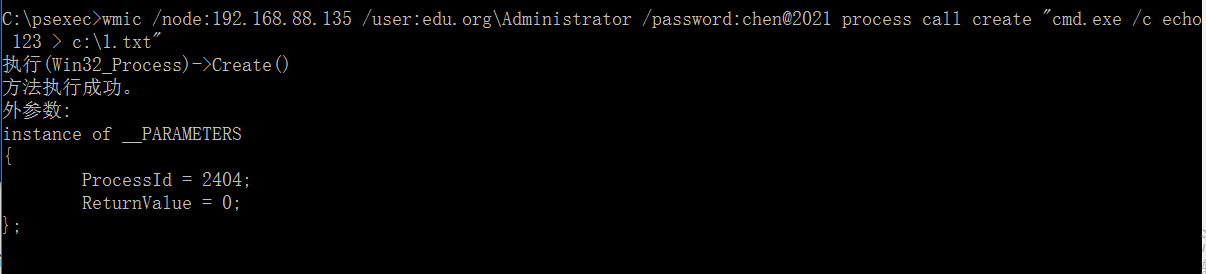 C:\psexec>wmic /node:192.168.88.135 /user:edu.org\Administrator /password:chen@2021 process call create "cmd.exe /c echo
 123 > c:\1.txt"
执行(Win32_Process)->Create()
方法执行成功。
外参数:
instance of __PARAMETERS
{
        ProcessId = 2404;
        ReturnValue = 0;
};